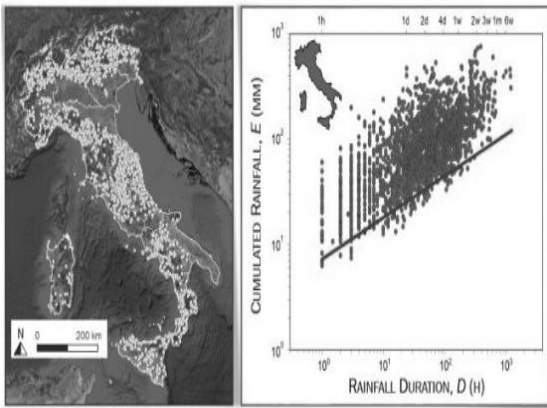 N
0 200 km
1h 1d 2d 4d 1w 2w 3w 1m 6w
CUMULATED RAINFALL, E (MM)
10³
10²
10¹
10⁰
10⁰ 10¹ 10² 10³
RAINFALL DURATION, D (H)